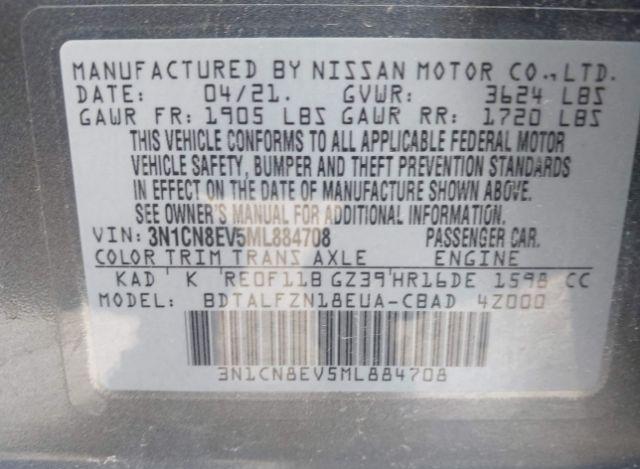 MANUFACTURED BY NISSAN MOTOR CO.,LTD.
DATE: 04/21. GVWR: 3624 LBS
GAWR FR: 1905 LBS GAWR RR: 1720 LBS
THIS VEHICLE CONFORMS TO ALL APPLICABLE FEDERAL MOTOR
VEHICLE SAFETY, BUMPER AND THEFT PREVENTION STANDARDS
IN EFFECT ON THE DATE OF MANUFACTURE SHOWN ABOVE.
SEE OWNER'S MANUAL FOR ADDITIONAL INFORMATION.
VIN: 3N1CN8EV5ML884708 PASSENGER CAR.
COLOR TRIM TRANS AXLE ENGINE
KAD K RE0F11B GZ39 HR16DE 1598 CC
MODEL: BDTALFZN18EUA-CBAD 4Z000
3N1CN8EV5ML884708